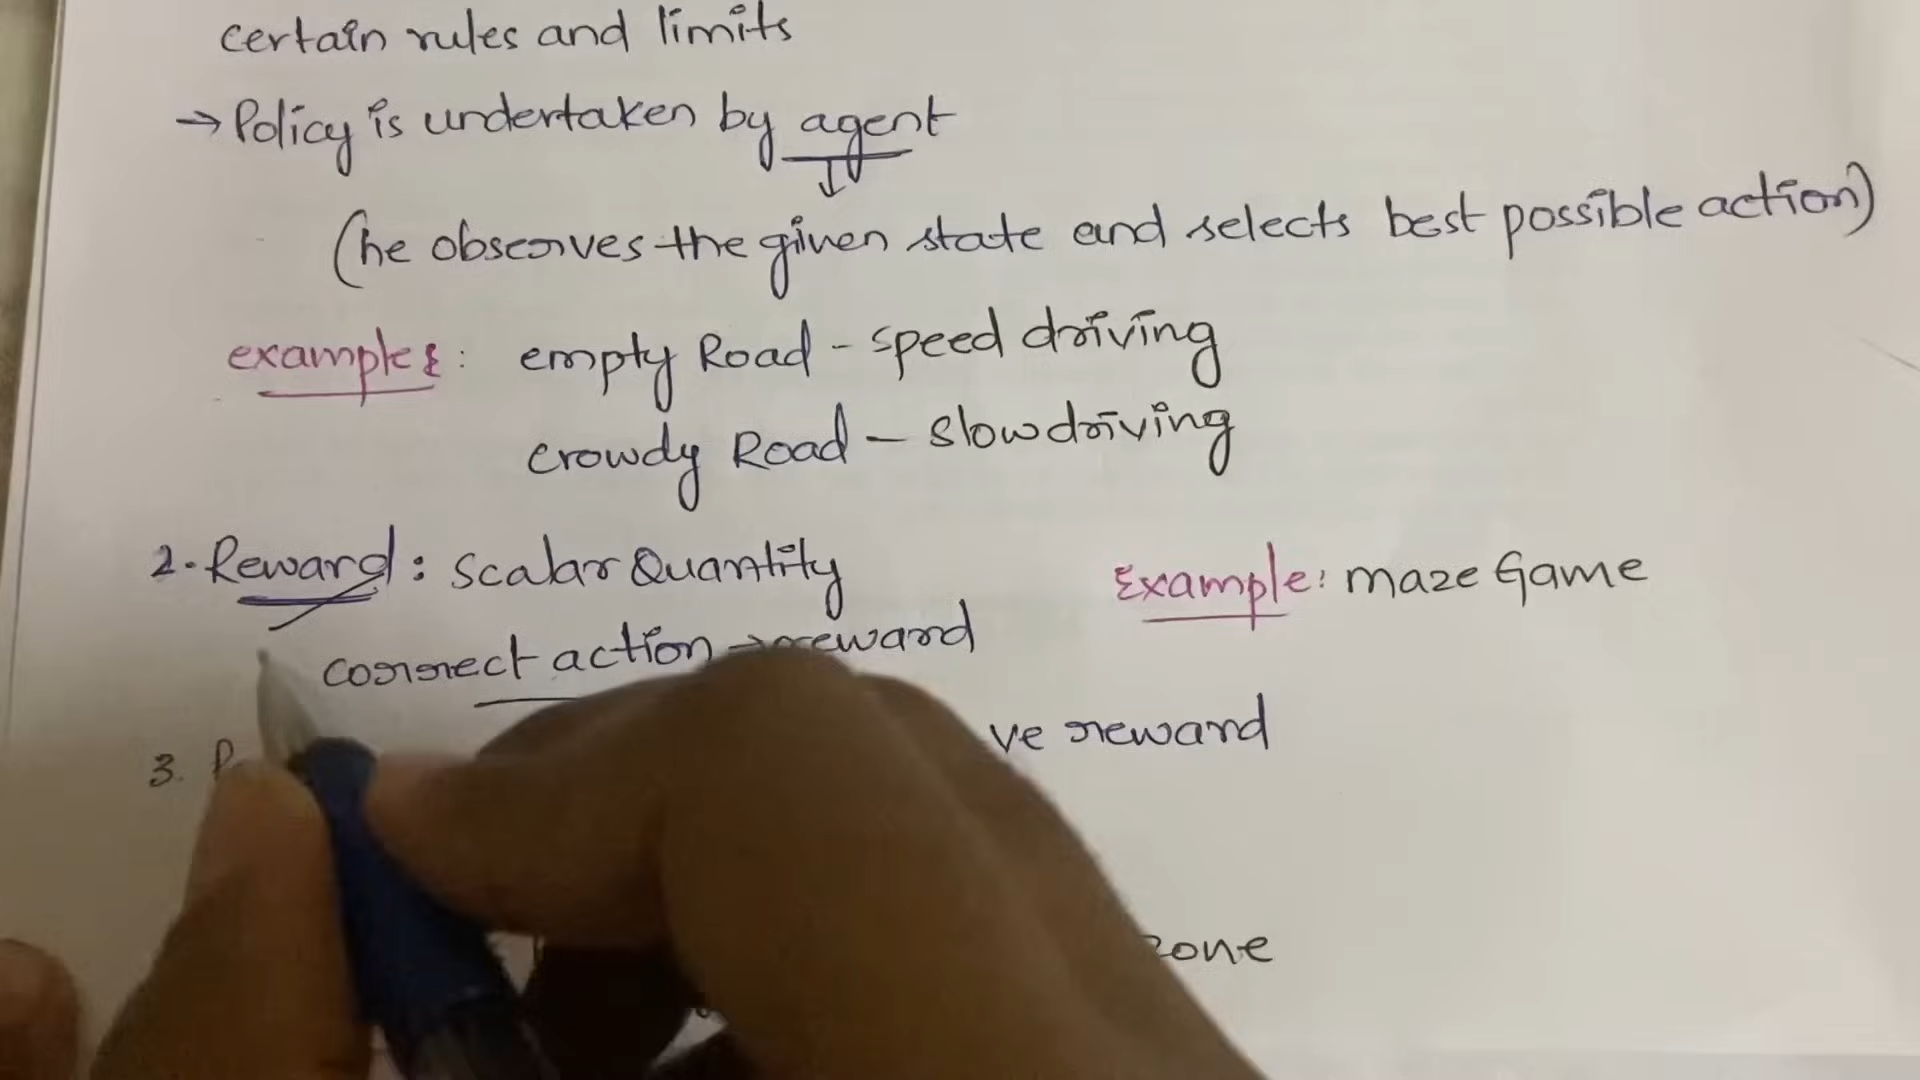 certain rules and limits
→ Policy is undertaken by agent
(he observes the given state and selects best possible action)
examples: empty Road - speed driving
crowdy Road - slow driving
2. Reward: Scalar Quantity
Example: maze Game
correct action → reward
ve reward
3.
zone